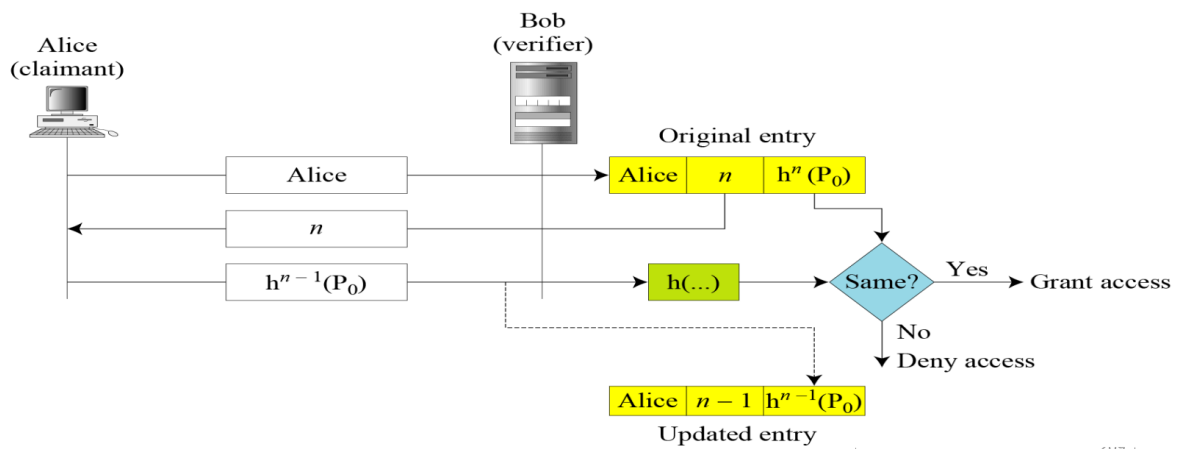 Alice
(claimant)
Bob
(verifier)
Original entry
Alice
Alice n hⁿ (P₀)
n
hⁿ⁻¹(P₀)
h(...)
Same?
Yes
Grant access
No
Deny access
Alice n − 1 hⁿ⁻¹(P₀)
Updated entry